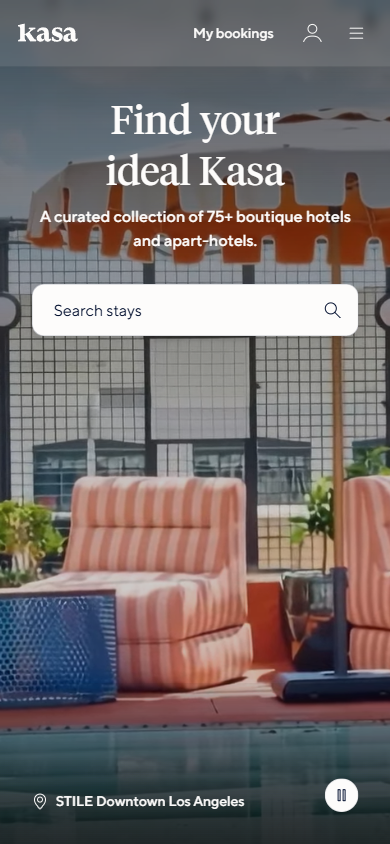 kasa
My bookings
Find your
ideal Kasa
A curated collection of 75+ boutique hotels
and apart-hotels.
Search stays
STILE Downtown Los Angeles